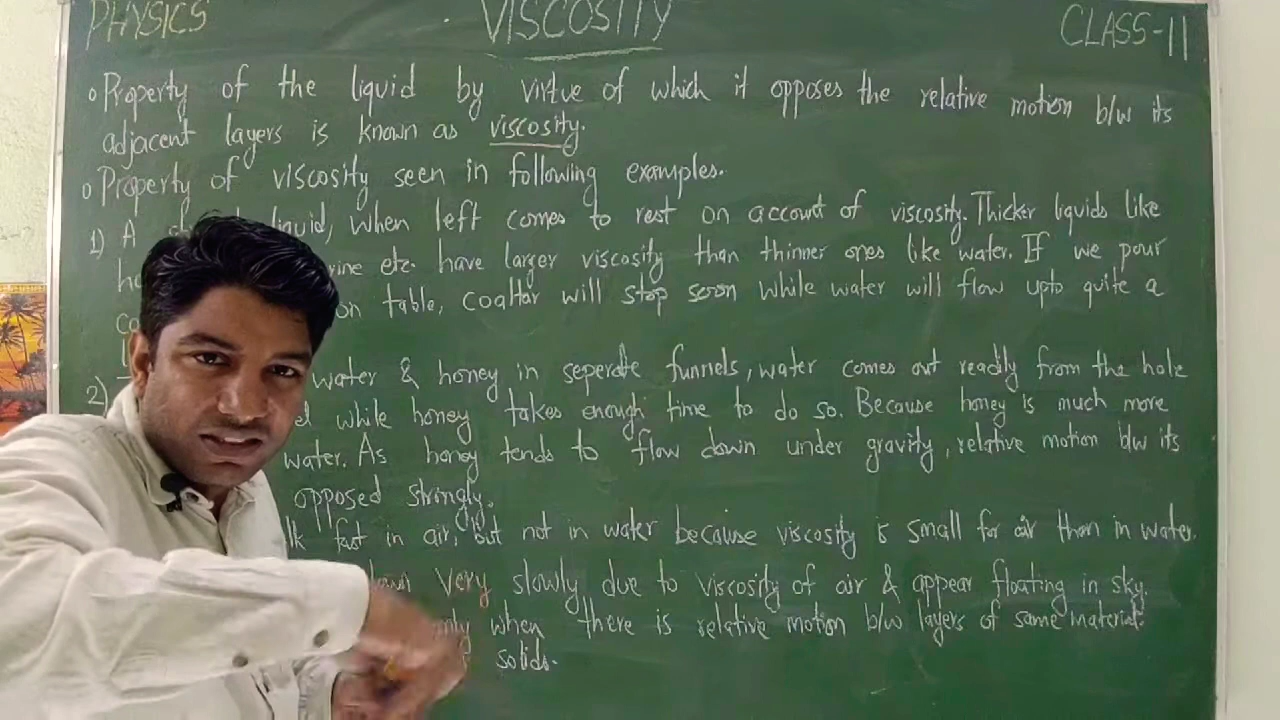 PHYSICS VISCOSITY CLASS-11
o Property of the liquid by virtue of which it opposes the relative motion b/w its
adjacent layers is known as viscosity.
o Property of viscosity seen in following examples.
1) A liquid, when left comes to rest on account of viscosity. Thicker liquids like
etc. have larger viscosity than thinner ones like water. If we pour
on table, coaltar will stop soon while water will flow upto quite a
2) water & honey in seperate funnels, water comes out readily from the hole
while honey takes enough time to do so. Because honey is much more
water. As honey tends to flow down under gravity, relative motion b/w its
opposed strongly.
fast in air, but not in water because viscosity is small for air than in water.
very slowly due to viscosity of air & appear floating in sky.
when there is relative motion b/w layers of same material.
solids.